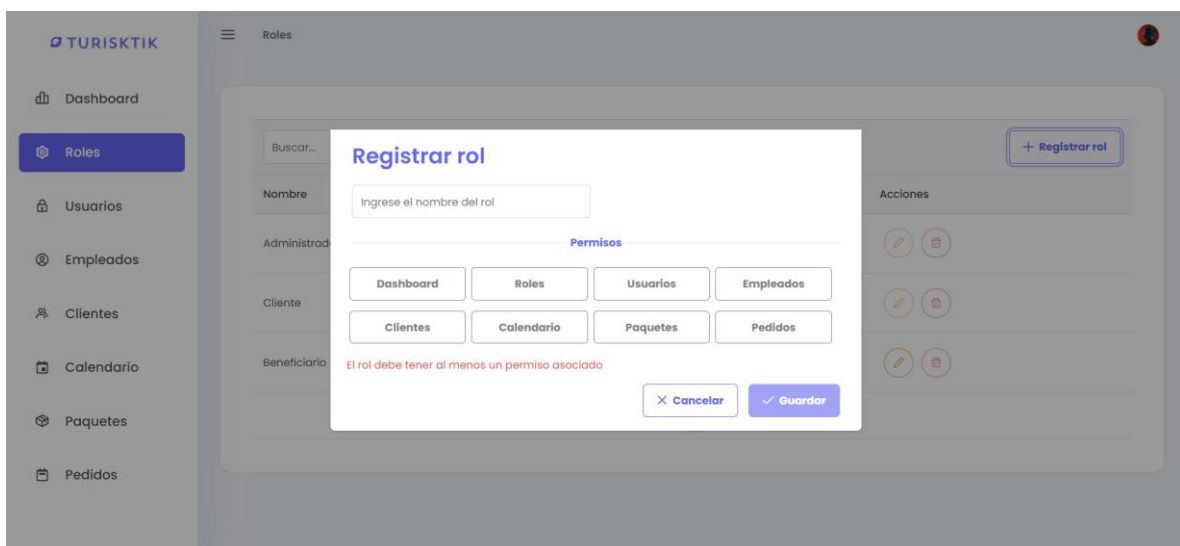 TURISKTIK
Roles
Dashboard
Roles
Usuarios
Empleados
Clientes
Calendario
Paquetes
Pedidos
Buscar...
+ Registrar rol
Nombre
Acciones
Administrad
Cliente
Beneficiario
Registrar rol
Ingrese el nombre del rol
Permisos
Dashboard Roles Usuarios Empleados
Clientes Calendario Paquetes Pedidos
El rol debe tener al menos un permiso asociado
Cancelar Guardar